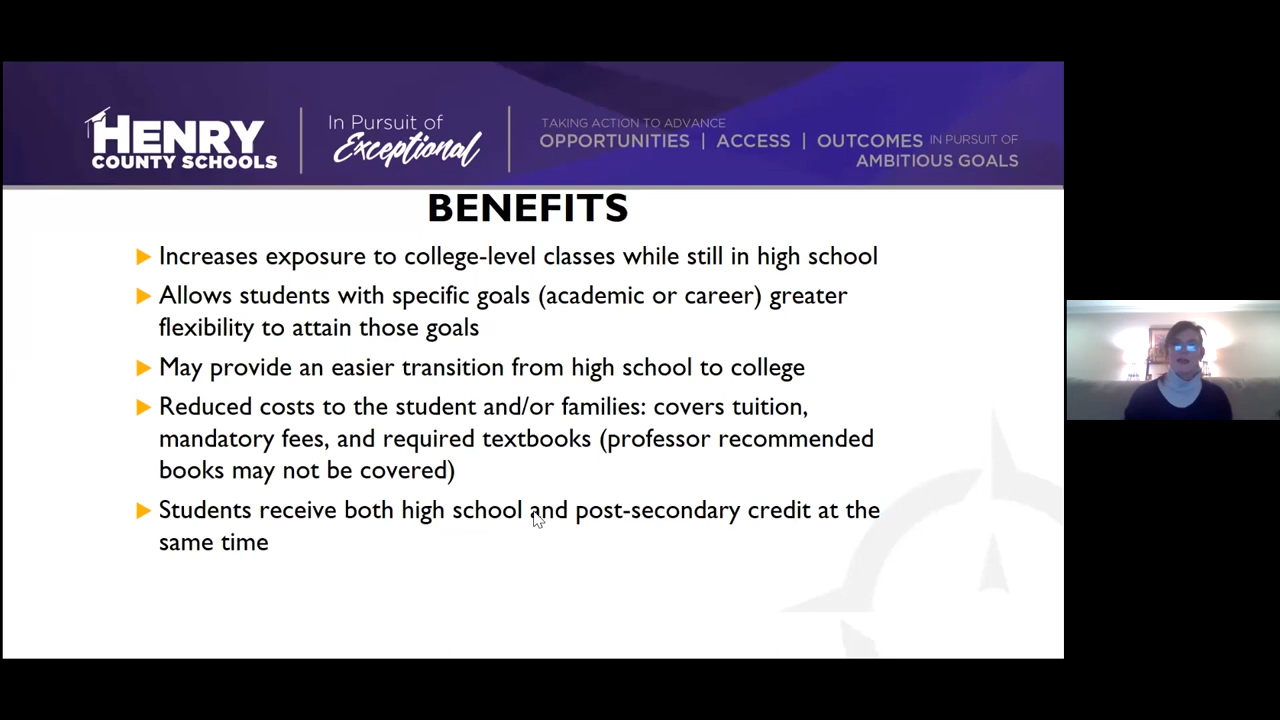 HENRY
COUNTY SCHOOLS
In Pursuit of
Exceptional
TAKING ACTION TO ADVANCE
OPPORTUNITIES | ACCESS | OUTCOMES IN PURSUIT OF
AMBITIOUS GOALS
BENEFITS
Increases exposure to college-level classes while still in high school
Allows students with specific goals (academic or career) greater
flexibility to attain those goals
May provide an easier transition from high school to college
Reduced costs to the student and/or families: covers tuition,
mandatory fees, and required textbooks (professor recommended
books may not be covered)
Students receive both high school and post-secondary credit at the
same time